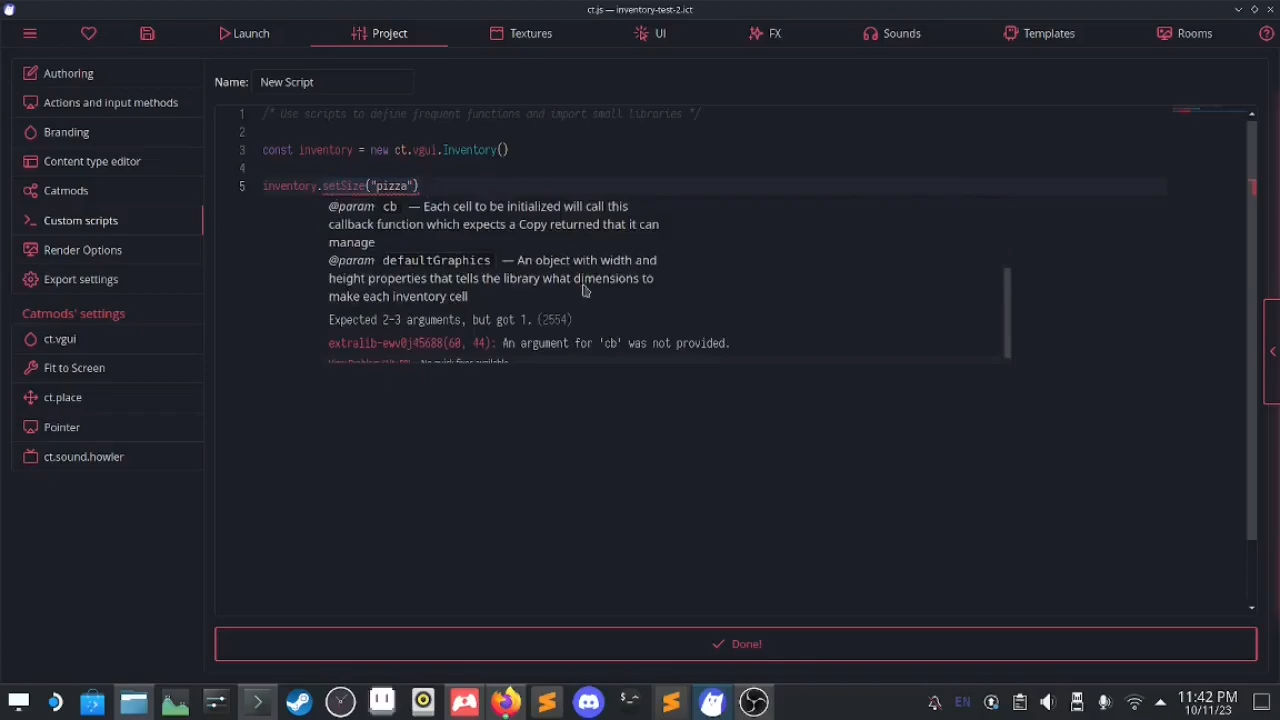 ct.js — inventory-test-2.ict
Launch
Project
Textures
UI
FX
Sounds
Templates
Rooms
Authoring
Actions and input methods
Branding
Content type editor
Catmods
Custom scripts
Render Options
Export settings
Catmods' settings
ct.vgui
Fit to Screen
ct.place
Pointer
ct.sound.howler
Name: New Script
1 /* Use scripts to define frequent functions and import small libraries */
2
3 const inventory = new ct.vgui.Inventory()
4
5 inventory.setSize("pizza")
@param cb — Each cell to be initialized will call this
callback function which expects a Copy returned that it can
manage
@param defaultGraphics — An object with width and
height properties that tells the library what dimensions to
make each inventory cell
Expected 2-3 arguments, but got 1. (2554)
extralib-ewv0j45688(60, 44): An argument for 'cb' was not provided.
No quick fixes available
Done!
EN
11:42 PM
10/11/23